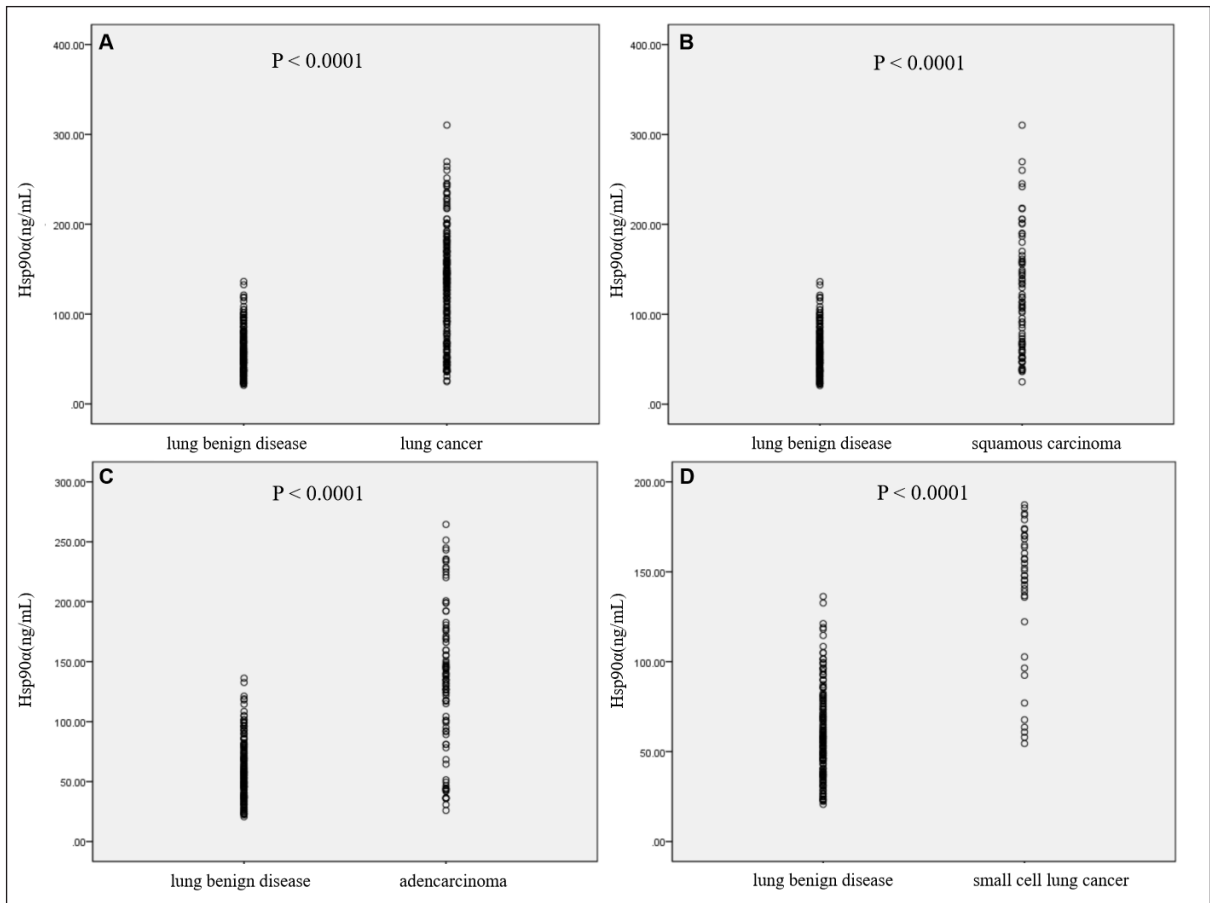 A
P < 0.0001
400.00
300.00
200.00
100.00
.00
Hsp90α(ng/mL)
lung benign disease
lung cancer
B
P < 0.0001
400.00
300.00
200.00
100.00
.00
Hsp90α(ng/mL)
lung benign disease
squamous carcinoma
C
P < 0.0001
300.00
250.00
200.00
150.00
100.00
50.00
.00
Hsp90α(ng/mL)
lung benign disease
adencarcinoma
D
P < 0.0001
200.00
150.00
100.00
50.00
.00
Hsp90α(ng/mL)
lung benign disease
small cell lung cancer